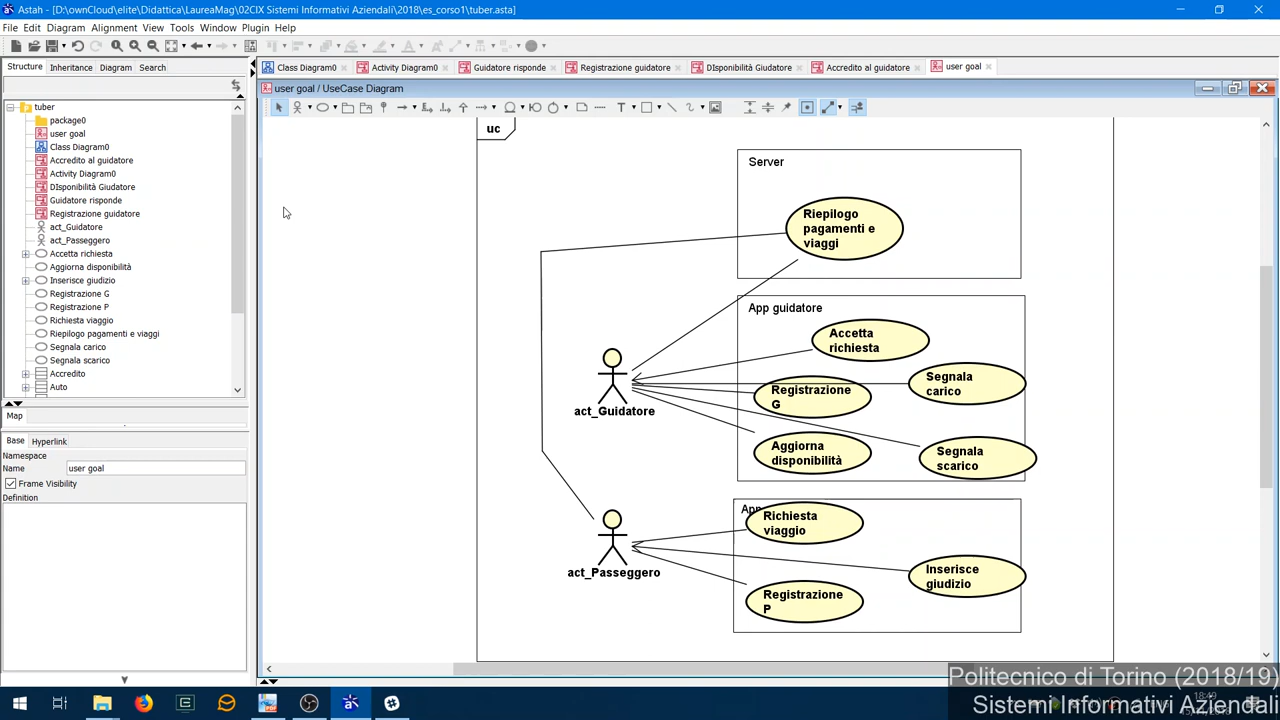 Astah - [D:\ownCloud\elite\Didattica\LaureaMag\02CIX Sistemi Informativi Aziendali\2018\es_corso1\tuber.asta]
File Edit Diagram Alignment View Tools Window Plugin Help
Structure Inheritance Diagram Search
Class Diagram0 Activity Diagram0 Guidatore risponde Registrazione guidatore DIsponibilità Giudatore Accredito al guidatore user goal
user goal / UseCase Diagram
tuber
package0
user goal
Class Diagram0
Accredito al guidatore
Activity Diagram0
DIsponibilità Giudatore
Guidatore risponde
Registrazione guidatore
act_Guidatore
act_Passeggero
Accetta richiesta
Aggiorna disponibilità
Inserisce giudizio
Registrazione G
Registrazione P
Richiesta viaggio
Riepilogo pagamenti e viaggi
Segnala carico
Segnala scarico
Accredito
Auto
Map
Base Hyperlink
Namespace
Name user goal
Frame Visibility
Definition
uc
Server
Riepilogo
pagamenti e
viaggi
App guidatore
Accetta
richiesta
Segnala
carico
Registrazione
G
act_Guidatore
Aggiorna
disponibilità
Segnala
scarico
App
Richiesta
viaggio
Inserisce
giudizio
act_Passeggero
Registrazione
P
Politecnico di Torino (2018/19)
Sistemi Informativi Aziendali
18:49